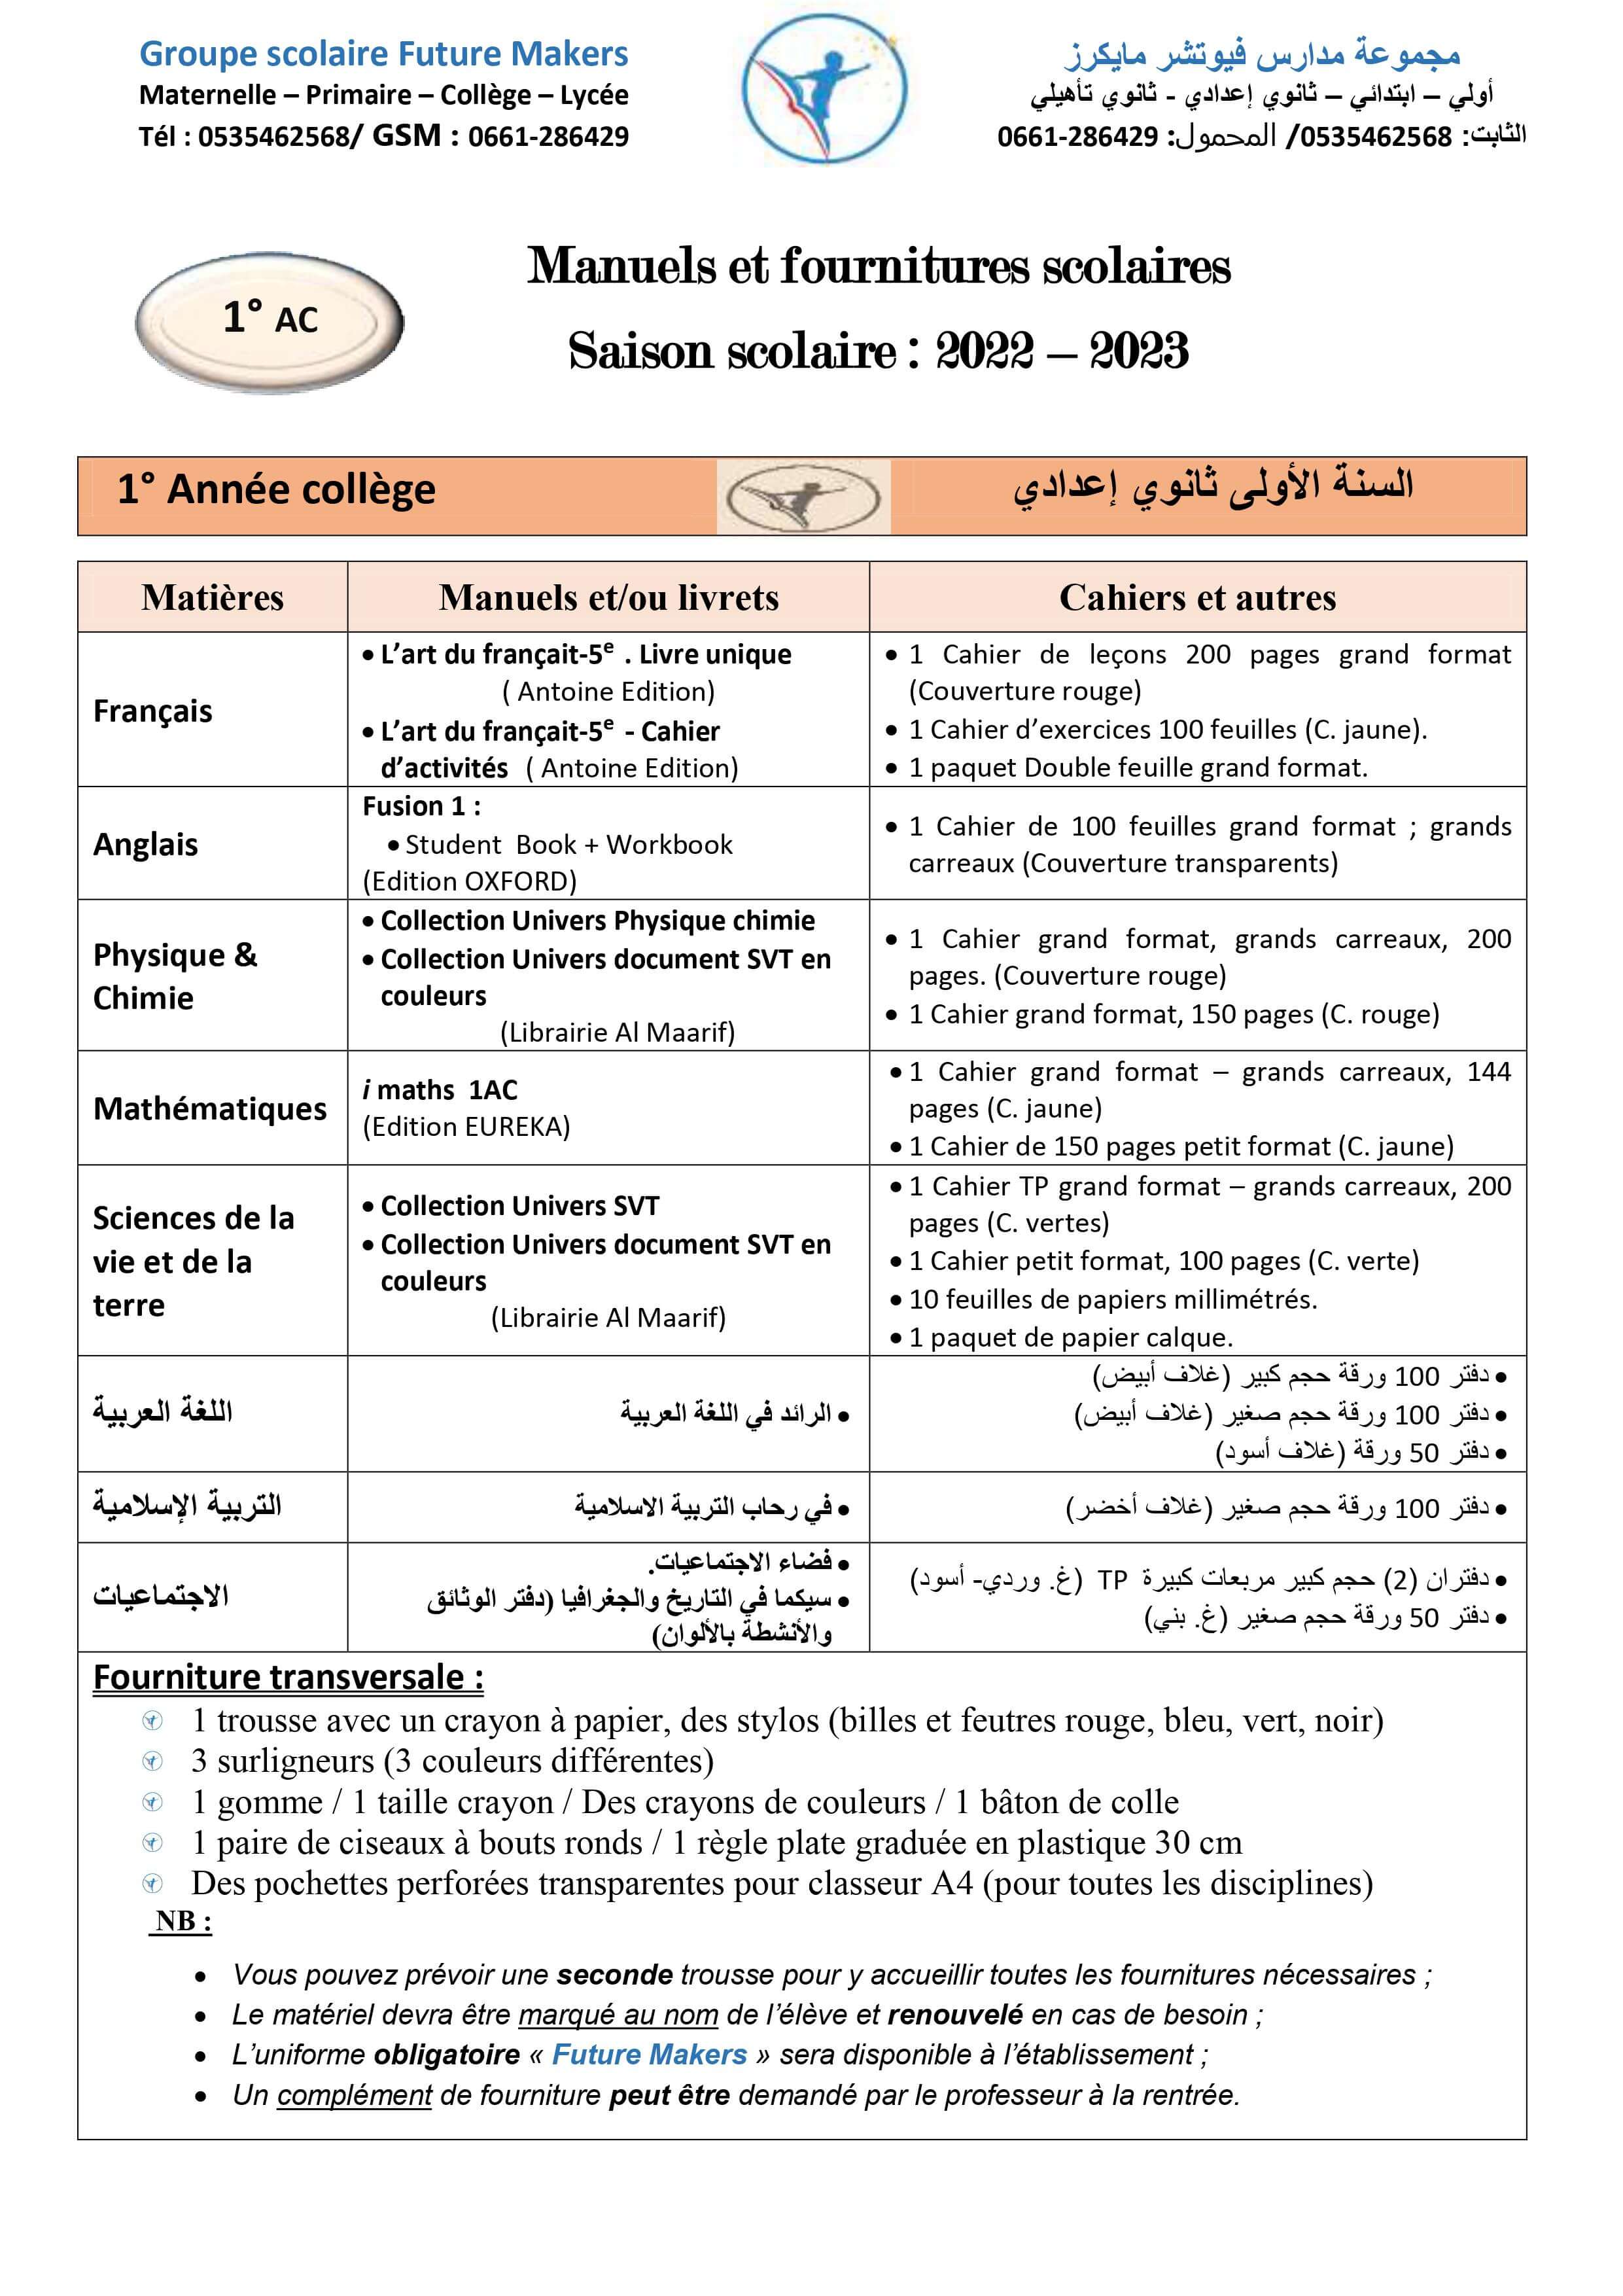 Groupe scolaire Future Makers
Maternelle – Primaire – Collège – Lycée
Tél : 0535462568/ GSM : 0661-286429
مجموعة مدارس فيوتشر مايكرز
أولي – ابتدائي – ثانوي إعدادي - ثانوي تأهيلي
الثابت: 0535462568/ المحمول: 0661-286429
1° AC
Manuels et fournitures scolaires
Saison scolaire : 2022 – 2023
1° Année collège
السنة الأولى ثانوي إعدادي
Matières
Manuels et/ou livrets
Cahiers et autres
Français
• L’art du françait-5e . Livre unique
( Antoine Edition)
• L’art du françait-5e - Cahier
d’activités ( Antoine Edition)
• 1 Cahier de leçons 200 pages grand format
(Couverture rouge)
• 1 Cahier d’exercices 100 feuilles (C. jaune).
• 1 paquet Double feuille grand format.
Anglais
Fusion 1 :
• Student Book + Workbook
(Edition OXFORD)
• 1 Cahier de 100 feuilles grand format ; grands
carreaux (Couverture transparents)
Physique &
Chimie
• Collection Univers Physique chimie
• Collection Univers document SVT en
couleurs
(Librairie Al Maarif)
• 1 Cahier grand format, grands carreaux, 200
pages. (Couverture rouge)
• 1 Cahier grand format, 150 pages (C. rouge)
Mathématiques
i maths 1AC
(Edition EUREKA)
• 1 Cahier grand format – grands carreaux, 144
pages (C. jaune)
• 1 Cahier de 150 pages petit format (C. jaune)
Sciences de la
vie et de la
terre
• Collection Univers SVT
• Collection Univers document SVT en
couleurs
(Librairie Al Maarif)
• 1 Cahier TP grand format – grands carreaux, 200
pages (C. vertes)
• 1 Cahier petit format, 100 pages (C. verte)
• 10 feuilles de papiers millimétrés.
• 1 paquet de papier calque.
اللغة العربية
• الرائد في اللغة العربية
• دفتر 100 ورقة حجم كبير (غلاف أبيض)
• دفتر 100 ورقة حجم صغير (غلاف أبيض)
• دفتر 50 ورقة (غلاف أسود)
التربية الإسلامية
• في رحاب التربية الاسلامية
• دفتر 100 ورقة حجم صغير (غلاف أخضر)
الاجتماعيات
• فضاء الاجتماعيات.
• سيكما في التاريخ والجغرافيا (دفتر الوثائق
والأنشطة بالألوان)
• دفتران (2) حجم كبير مربعات كبيرة TP (غ. وردي- أسود)
• دفتر 50 ورقة حجم صغير (غ. بني)
Fourniture transversale :
1 trousse avec un crayon à papier, des stylos (billes et feutres rouge, bleu, vert, noir)
3 surligneurs (3 couleurs différentes)
1 gomme / 1 taille crayon / Des crayons de couleurs / 1 bâton de colle
1 paire de ciseaux à bouts ronds / 1 règle plate graduée en plastique 30 cm
Des pochettes perforées transparentes pour classeur A4 (pour toutes les disciplines)
NB :
• Vous pouvez prévoir une seconde trousse pour y accueillir toutes les fournitures nécessaires ;
• Le matériel devra être marqué au nom de l’élève et renouvelé en cas de besoin ;
• L’uniforme obligatoire « Future Makers » sera disponible à l’établissement ;
• Un complément de fourniture peut être demandé par le professeur à la rentrée.